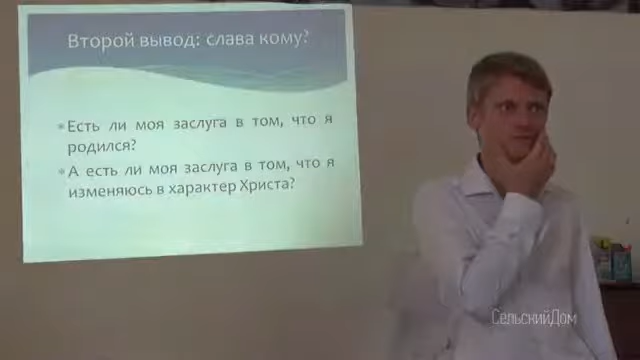 Второй вывод: слава кому?
Есть ли моя заслуга в том, что я
родился?
А есть ли моя заслуга в том, что я
изменяюсь в характер Христа?
СельскийДом